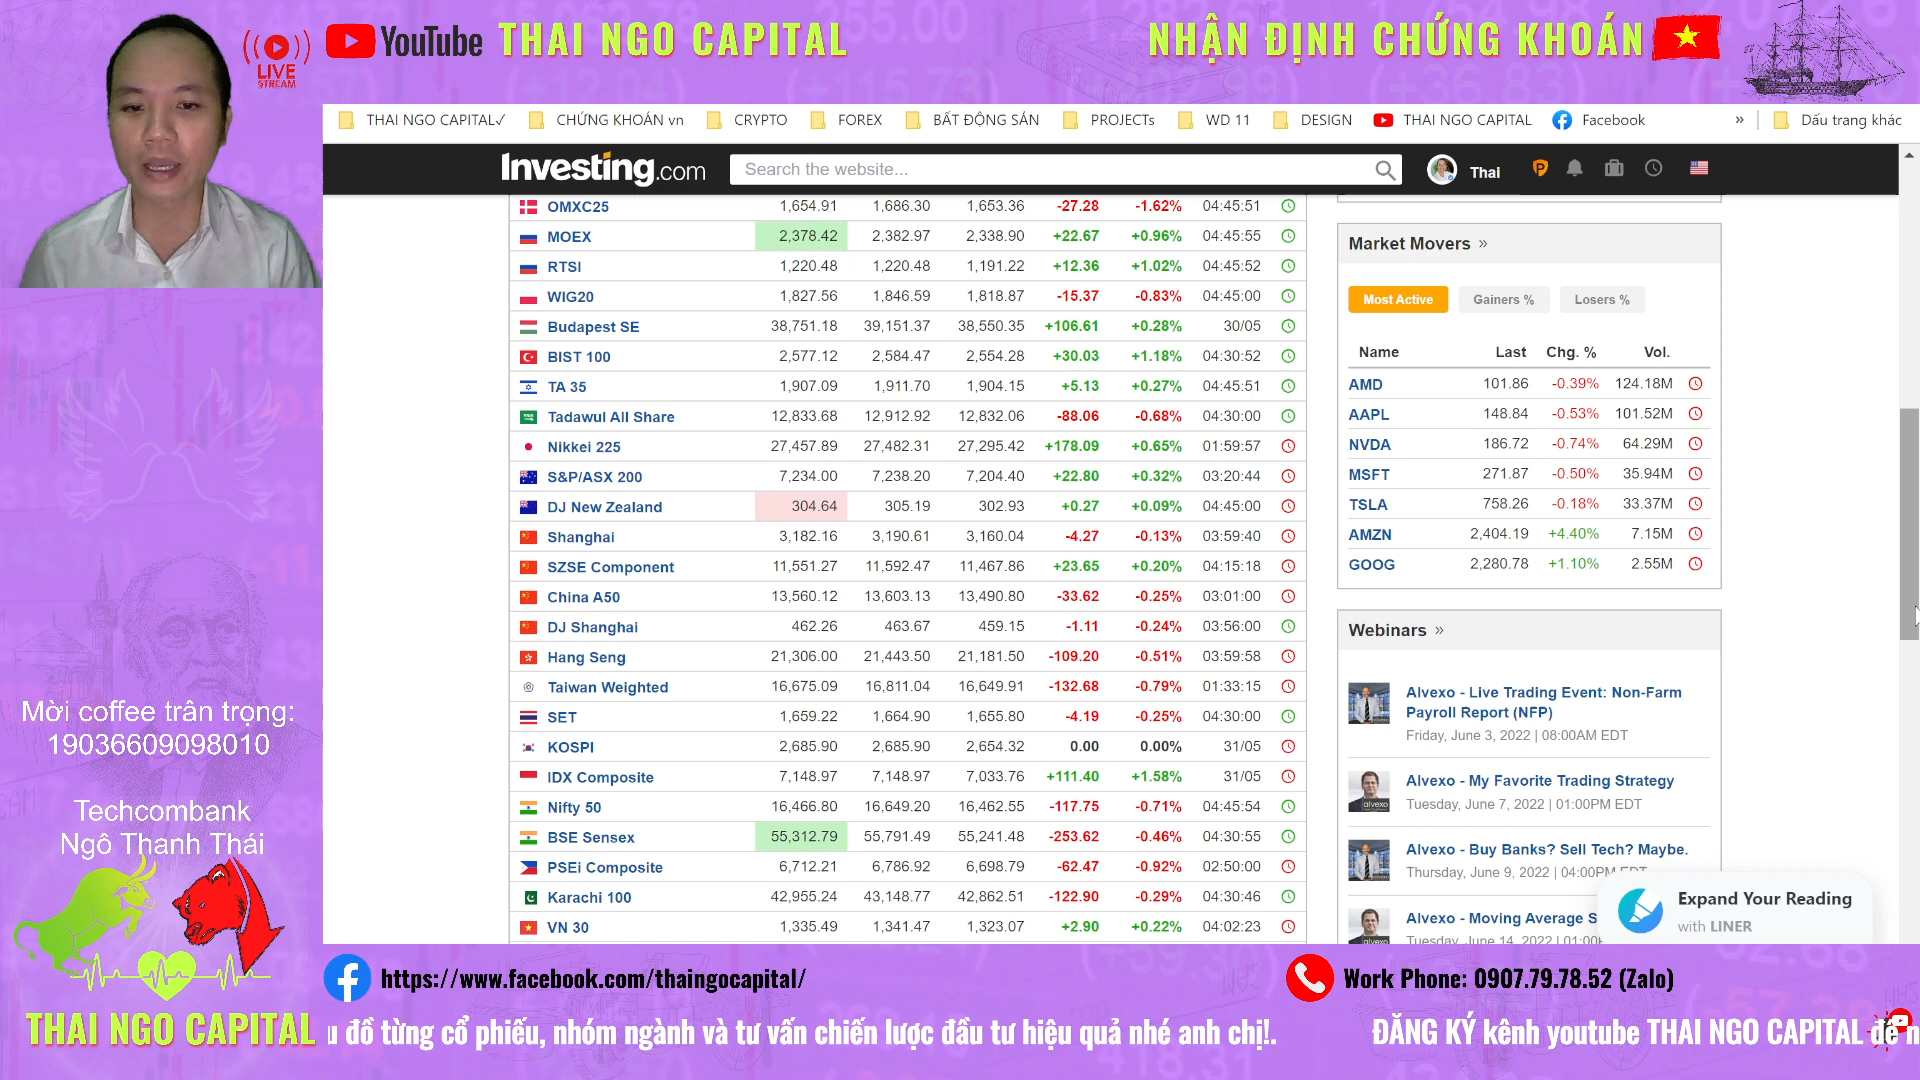 LIVE
STREAM
YouTube THAI NGO CAPITAL
NHẬN ĐỊNH CHỨNG KHOÁN
THAI NGO CAPITAL✓ CHỨNG KHOÁN vn CRYPTO FOREX BẤT ĐỘNG SẢN PROJECTs WD 11 DESIGN THAI NGO CAPITAL Facebook » Dấu trang khác
Investing.com Search the website... Thai
OMXC25 1,654.91 1,686.30 1,653.36 -27.28 -1.62% 04:45:51
MOEX 2,378.42 2,382.97 2,338.90 +22.67 +0.96% 04:45:55
RTSI 1,220.48 1,220.48 1,191.22 +12.36 +1.02% 04:45:52
WIG20 1,827.56 1,846.59 1,818.87 -15.37 -0.83% 04:45:00
Budapest SE 38,751.18 39,151.37 38,550.35 +106.61 +0.28% 30/05
BIST 100 2,577.12 2,584.47 2,554.28 +30.03 +1.18% 04:30:52
TA 35 1,907.09 1,911.70 1,904.15 +5.13 +0.27% 04:45:51
Tadawul All Share 12,833.68 12,912.92 12,832.06 -88.06 -0.68% 04:30:00
Nikkei 225 27,457.89 27,482.31 27,295.42 +178.09 +0.65% 01:59:57
S&P/ASX 200 7,234.00 7,238.20 7,204.40 +22.80 +0.32% 03:20:44
DJ New Zealand 304.64 305.19 302.93 +0.27 +0.09% 04:45:00
Shanghai 3,182.16 3,190.61 3,160.04 -4.27 -0.13% 03:59:40
SZSE Component 11,551.27 11,592.47 11,467.86 +23.65 +0.20% 04:15:18
China A50 13,560.12 13,603.13 13,490.80 -33.62 -0.25% 03:01:00
DJ Shanghai 462.26 463.67 459.15 -1.11 -0.24% 03:56:00
Hang Seng 21,306.00 21,443.50 21,181.50 -109.20 -0.51% 03:59:58
Taiwan Weighted 16,675.09 16,811.04 16,649.91 -132.68 -0.79% 01:33:15
SET 1,659.22 1,664.90 1,655.80 -4.19 -0.25% 04:30:00
KOSPI 2,685.90 2,685.90 2,654.32 0.00 0.00% 31/05
IDX Composite 7,148.97 7,148.97 7,033.76 +111.40 +1.58% 31/05
Nifty 50 16,466.80 16,649.20 16,462.55 -117.75 -0.71% 04:45:54
BSE Sensex 55,312.79 55,791.49 55,241.48 -253.62 -0.46% 04:30:55
PSEi Composite 6,712.21 6,786.92 6,698.79 -62.47 -0.92% 02:50:00
Karachi 100 42,955.24 43,148.77 42,862.51 -122.90 -0.29% 04:30:46
VN 30 1,335.49 1,341.47 1,323.07 +2.90 +0.22% 04:02:23
Market Movers »
Most Active Gainers % Losers %
Name Last Chg. % Vol.
AMD 101.86 -0.39% 124.18M
AAPL 148.84 -0.53% 101.52M
NVDA 186.72 -0.74% 64.29M
MSFT 271.87 -0.50% 35.94M
TSLA 758.26 -0.18% 33.37M
AMZN 2,404.19 +4.40% 7.15M
GOOG 2,280.78 +1.10% 2.55M
Webinars »
Alvexo - Live Trading Event: Non-Farm
Payroll Report (NFP)
Friday, June 3, 2022 | 08:00AM EDT
Alvexo - My Favorite Trading Strategy
Tuesday, June 7, 2022 | 01:00PM EDT
Alvexo - Buy Banks? Sell Tech? Maybe.
Thursday, June 9, 2022 | 04:00PM EDT
Alvexo - Moving Average S
Tuesday, June 14, 2022 | 01:00
Expand Your Reading
with LINER
Mời coffee trân trọng:
19036609098010
Techcombank
Ngô Thanh Thái
THAI NGO CAPITAL
https://www.facebook.com/thaingocapital/
Work Phone: 0907.79.78.52 (Zalo)
u đồ từng cổ phiếu, nhóm ngành và tư vấn chiến lược đầu tư hiệu quả nhé anh chị!. ĐĂNG KÝ kênh youtube THAI NGO CAPITAL để n